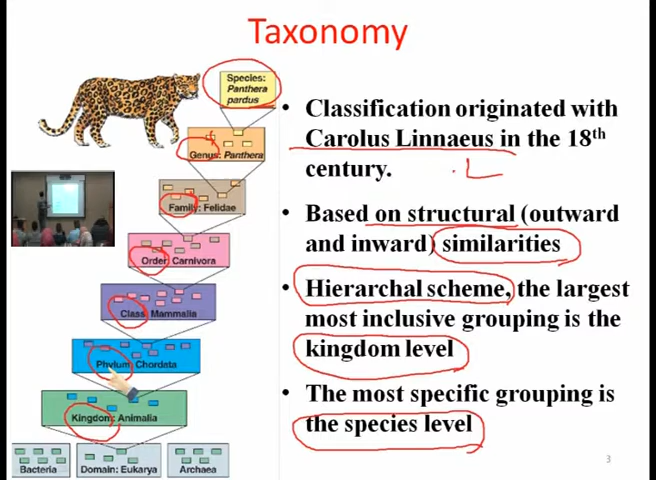 Taxonomy
Species:
Panthera
pardus
Genus: Panthera
Family: Felidae
Order: Carnivora
Class: Mammalia
Phylum: Chordata
Kingdom: Animalia
Bacteria
Domain: Eukarya
Archaea
• Classification originated with
Carolus Linnaeus in the 18th
century.
• Based on structural (outward
and inward) similarities
• Hierarchal scheme, the largest
most inclusive grouping is the
kingdom level
• The most specific grouping is
the species level
3